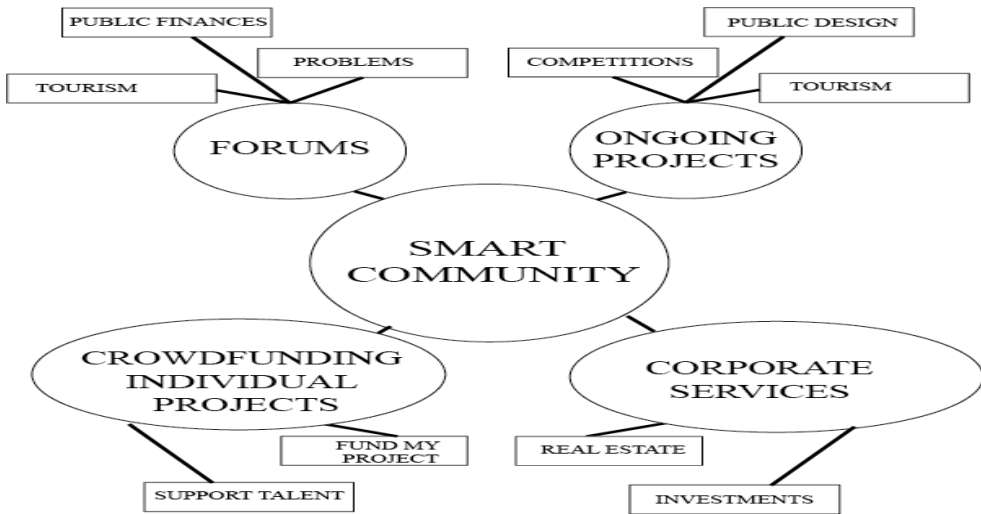 PUBLIC FINANCES
PUBLIC DESIGN
PROBLEMS
COMPETITIONS
TOURISM
TOURISM
FORUMS
ONGOING
PROJECTS
SMART
COMMUNITY
CROWDFUNDING
INDIVIDUAL
PROJECTS
CORPORATE
SERVICES
FUND MY
PROJECT
REAL ESTATE
SUPPORT TALENT
INVESTMENTS